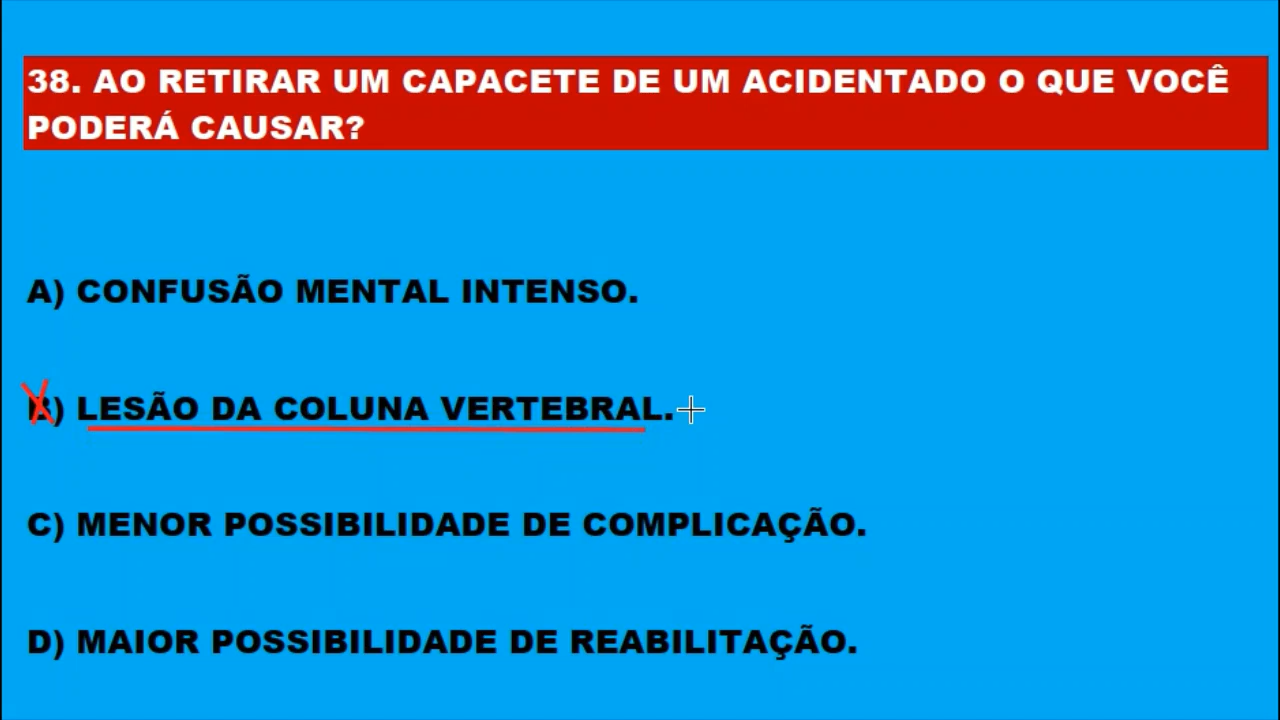 38. AO RETIRAR UM CAPACETE DE UM ACIDENTADO O QUE VOCÊ
PODERÁ CAUSAR?
A) CONFUSÃO MENTAL INTENSO.
B) LESÃO DA COLUNA VERTEBRAL.
C) MENOR POSSIBILIDADE DE COMPLICAÇÃO.
D) MAIOR POSSIBILIDADE DE REABILITAÇÃO.